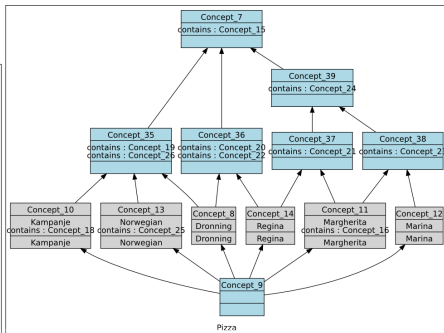 Concept_7
contains : Concept_15
Concept_39
contains : Concept_24
Concept_35
contains : Concept_19
contains : Concept_26
Concept_36
contains : Concept_20
contains : Concept_22
Concept_37
contains : Concept_21
Concept_38
contains :
Concept_10
Kampanje
contains : Concept_18
Kampanje
Concept_13
Norwegian
contains : Concept_25
Norwegian
Concept_8
Dronning
Dronning
Concept_14
Regina
Regina
Concept_11
Margherita
contains : Concept_16
Margherita
Concept_12
Marina
Marina
Concept_9
Pizza